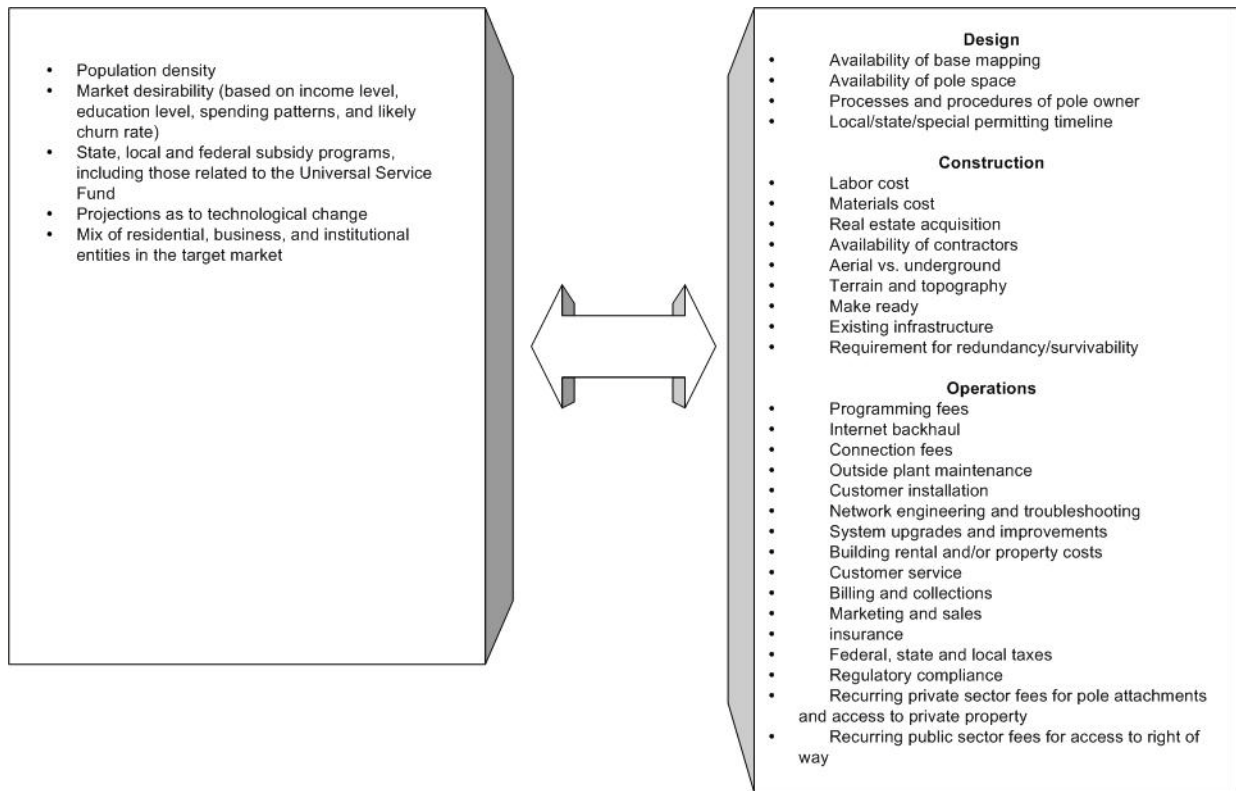 • Population density
• Market desirability (based on income level,
education level, spending patterns, and likely
churn rate)
• State, local and federal subsidy programs,
including those related to the Universal Service
Fund
• Projections as to technological change
• Mix of residential, business, and institutional
entities in the target market
Design
• Availability of base mapping
• Availability of pole space
• Processes and procedures of pole owner
• Local/state/special permitting timeline
Construction
• Labor cost
• Materials cost
• Real estate acquisition
• Availability of contractors
• Aerial vs. underground
• Terrain and topography
• Make ready
• Existing infrastructure
• Requirement for redundancy/survivability
Operations
• Programming fees
• Internet backhaul
• Connection fees
• Outside plant maintenance
• Customer installation
• Network engineering and troubleshooting
• System upgrades and improvements
• Building rental and/or property costs
• Customer service
• Billing and collections
• Marketing and sales
• insurance
• Federal, state and local taxes
• Regulatory compliance
• Recurring private sector fees for pole attachments
and access to private property
• Recurring public sector fees for access to right of
way